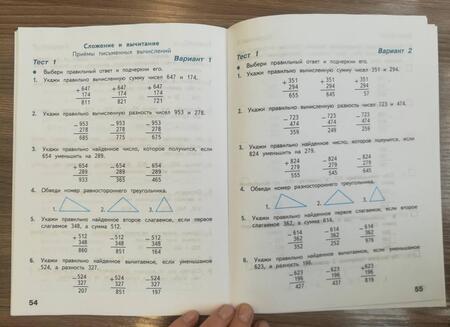 Сложение и вычитание
Приёмы письменных вычислений
Тест 1 Вариант 1
Выбери правильный ответ и подчеркни его.
1. Укажи правильно вычисленную сумму чисел 647 и 174.
+647 +647 +647
174 174 174
811 821 721
2. Укажи правильно вычисленную разность чисел 953 и 278.
−953 −953 −953
278 278 278
685 775 675
3. Укажи правильно найденное число, которое получится, если
654 уменьшить на 289.
+654 −654 −654
289 289 289
933 365 465
4. Обведи номер разностороннего треугольника.
1. 2. 3.
5. Укажи правильно найденное второе слагаемое, если первое
слагаемое 348, а сумма 512.
+512 −512 −512
348 348 348
860 851 164
6. Укажи правильно найденное вычитаемое, если уменьшаемое
524, а разность 327.
−524 +524 −524
327 327 327
207 851 197
54
Тест 1 Вариант 2
Выбери правильный ответ и подчеркни его.
1. Укажи правильно вычисленную сумму чисел 351 и 294.
+351 +351 +351
294 294 294
655 645 57
2. Укажи правильно вычисленную разность чисел 723 и 474.
−723 −723 −723
474 474 474
359 249 259
3. Укажи правильно найденное число, которое получится, если
824 уменьшить на 279.
+824 −824 −824
279 279 279
555 545 645
4. Обведи номер равностороннего треугольника.
1. 2. 3.
5. Укажи правильно найденное первое слагаемое, если второе
слагаемое 362, а сумма 614.
−614 −614 +614
362 362 362
352 252 976
6. Укажи правильно найденное вычитаемое, если уменьшаемое
623, а разность 196.
−623 −623 +623
196 196 196
427 437 819
55